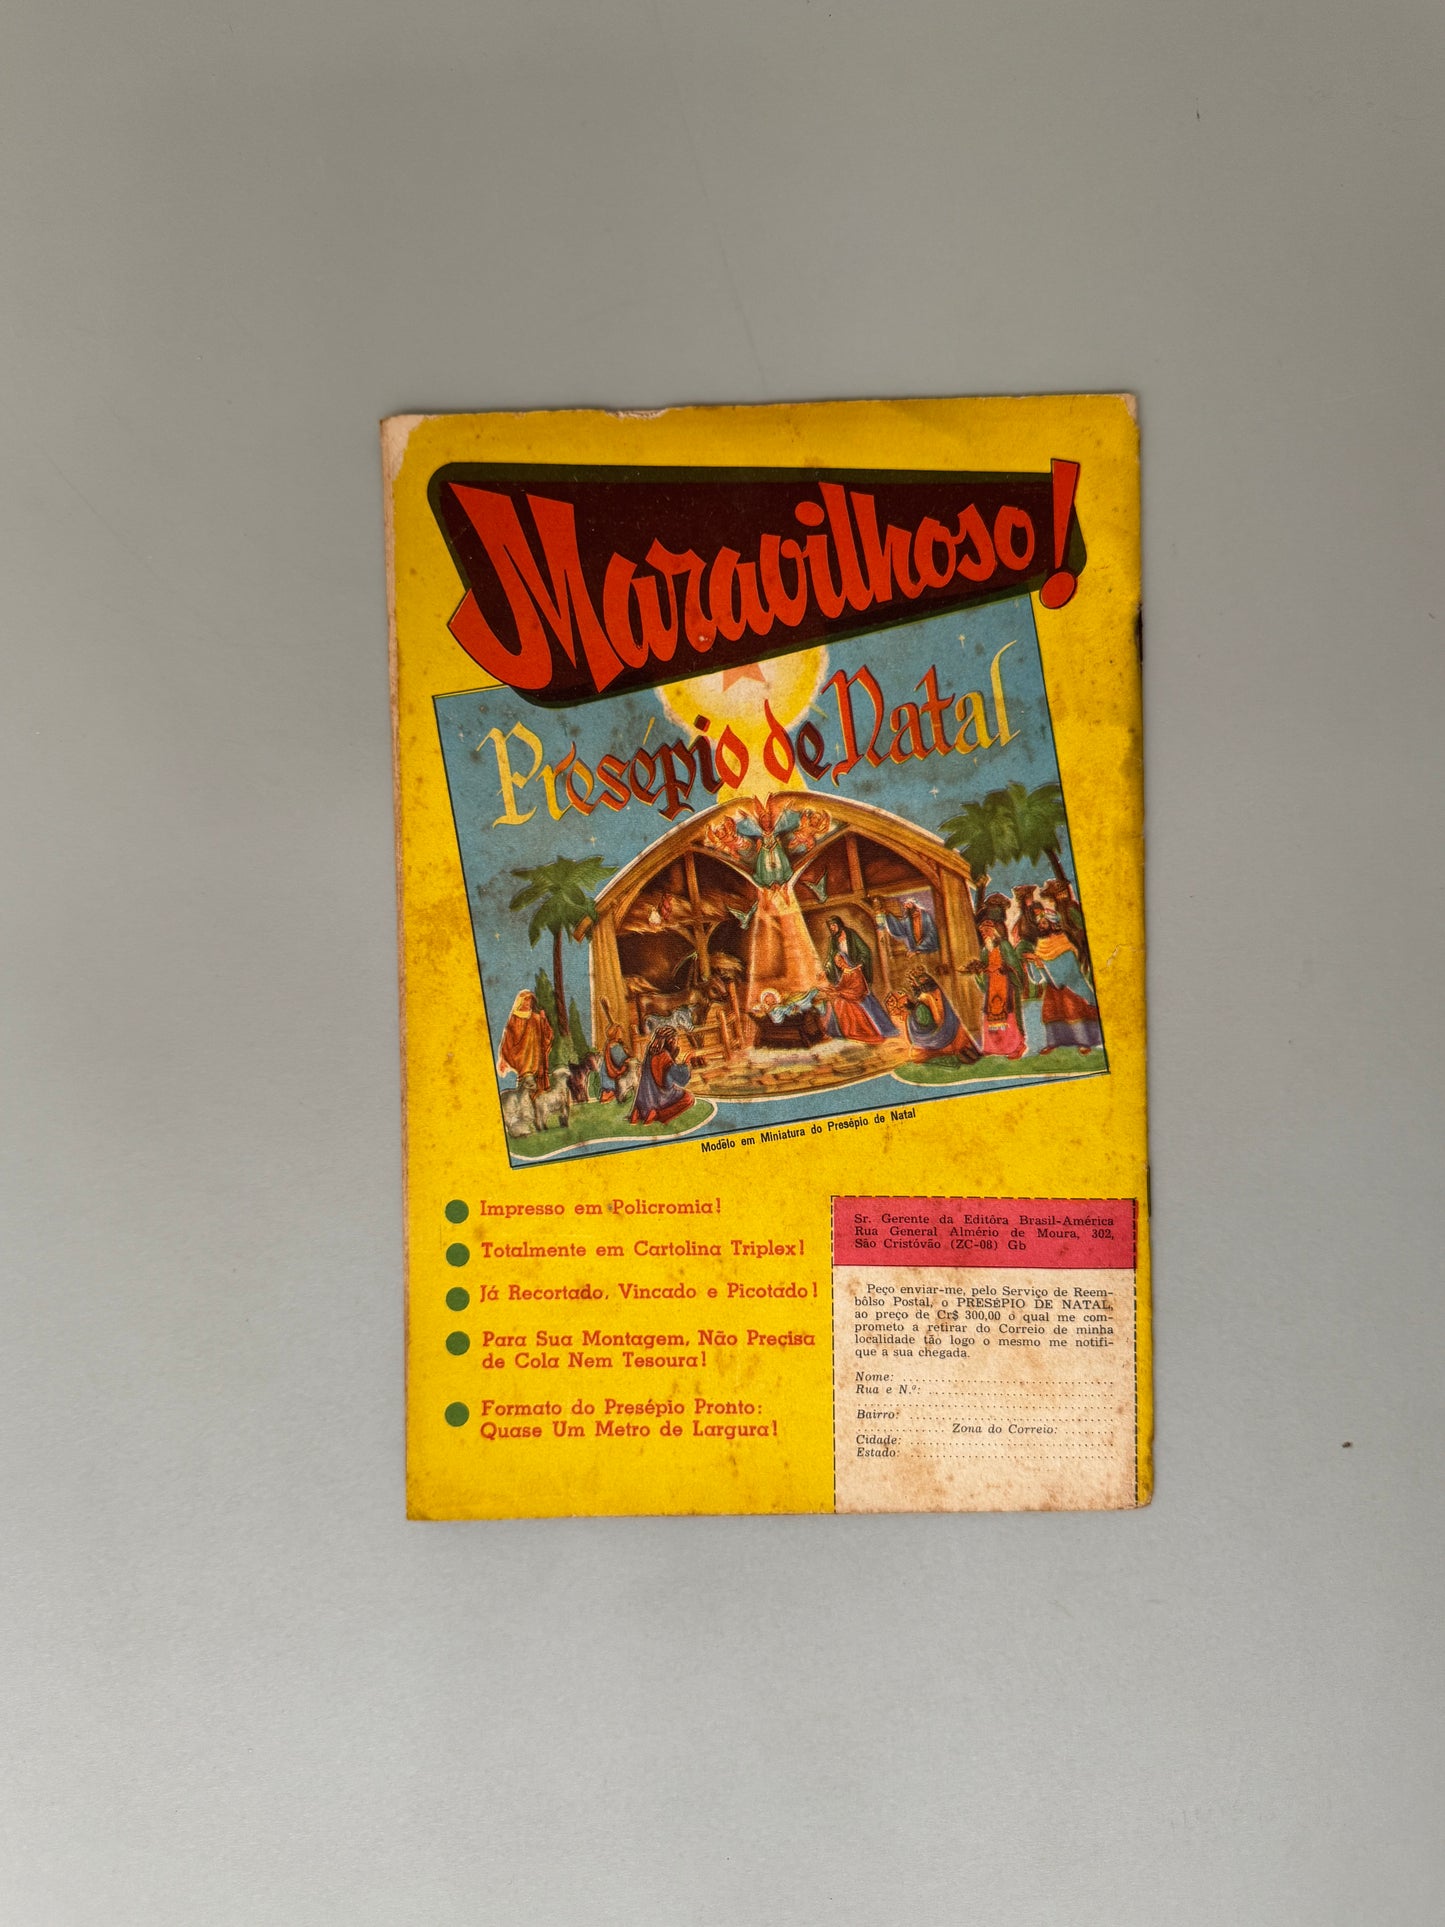 Maravilhoso!
Presépio de Natal
Modêlo em Miniatura do Presépio de Natal
Impresso em Policromia!
Totalmente em Cartolina Triplex!
Já Recortado, Vincado e Picotado!
Para Sua Montagem, Não Precisa
de Cola Nem Tesoura!
Formato do Presépio Pronto:
Quase Um Metro de Largura!
Sr. Gerente da Editôra Brasil-América
Rua General Almério de Moura, 302,
São Cristóvão (ZC-08) Gb
Peço enviar-me, pelo Serviço de Reem-
bôlso Postal, o PRESÉPIO DE NATAL,
ao preço de Cr$ 300,00 o qual me com-
prometo a retirar do Correio de minha
localidade tão logo o mesmo me notifi-
que a sua chegada.
Nome:
Rua e N.º:
Bairro:
Zona do Correio:
Cidade:
Estado: